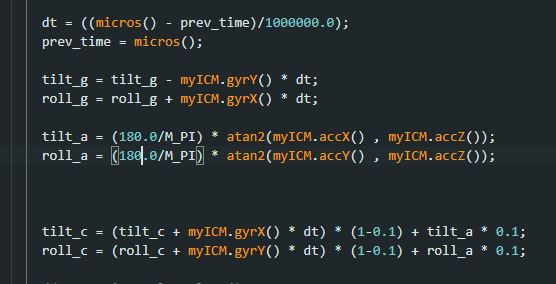 dt = ((micros() - prev_time)/1000000.0);
prev_time = micros();
tilt_g = tilt_g - myICM.gyrY() * dt;
roll_g = roll_g + myICM.gyrX() * dt;
tilt_a = (180.0/M_PI) * atan2(myICM.accX() , myICM.accZ());
roll_a = (180.0/M_PI) * atan2(myICM.accY() , myICM.accZ());
tilt_c = (tilt_c + myICM.gyrX() * dt) * (1-0.1) + tilt_a * 0.1;
roll_c = (roll_c + myICM.gyrY() * dt) * (1-0.1) + roll_a * 0.1;